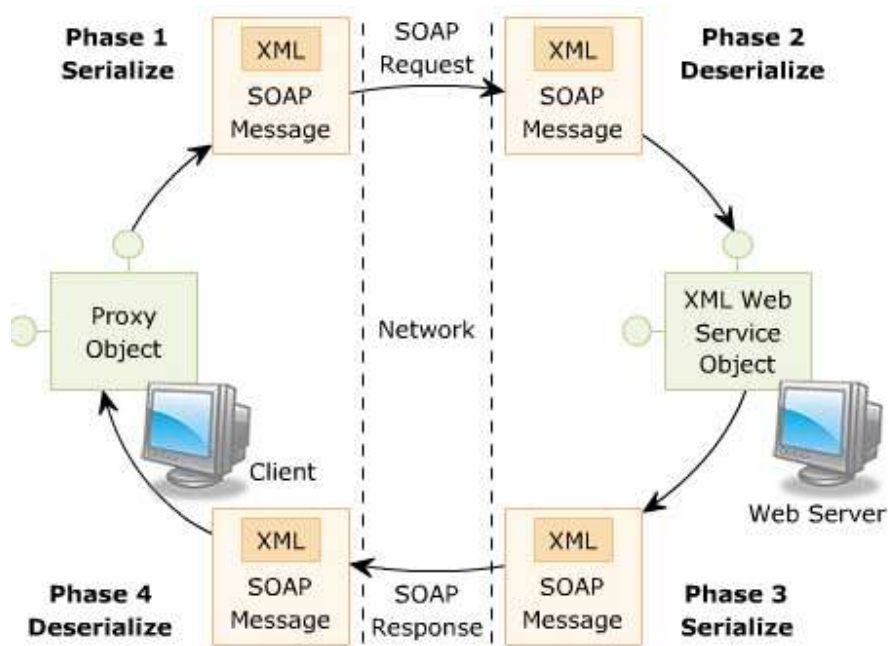 Phase 1
Serialize
XML
SOAP
Message
SOAP
Request
XML
SOAP
Message
Phase 2
Deserialize
Proxy
Object
Client
Network
XML Web
Service
Object
Web Server
Phase 4
Deserialize
XML
SOAP
Message
SOAP
Response
XML
SOAP
Message
Phase 3
Serialize